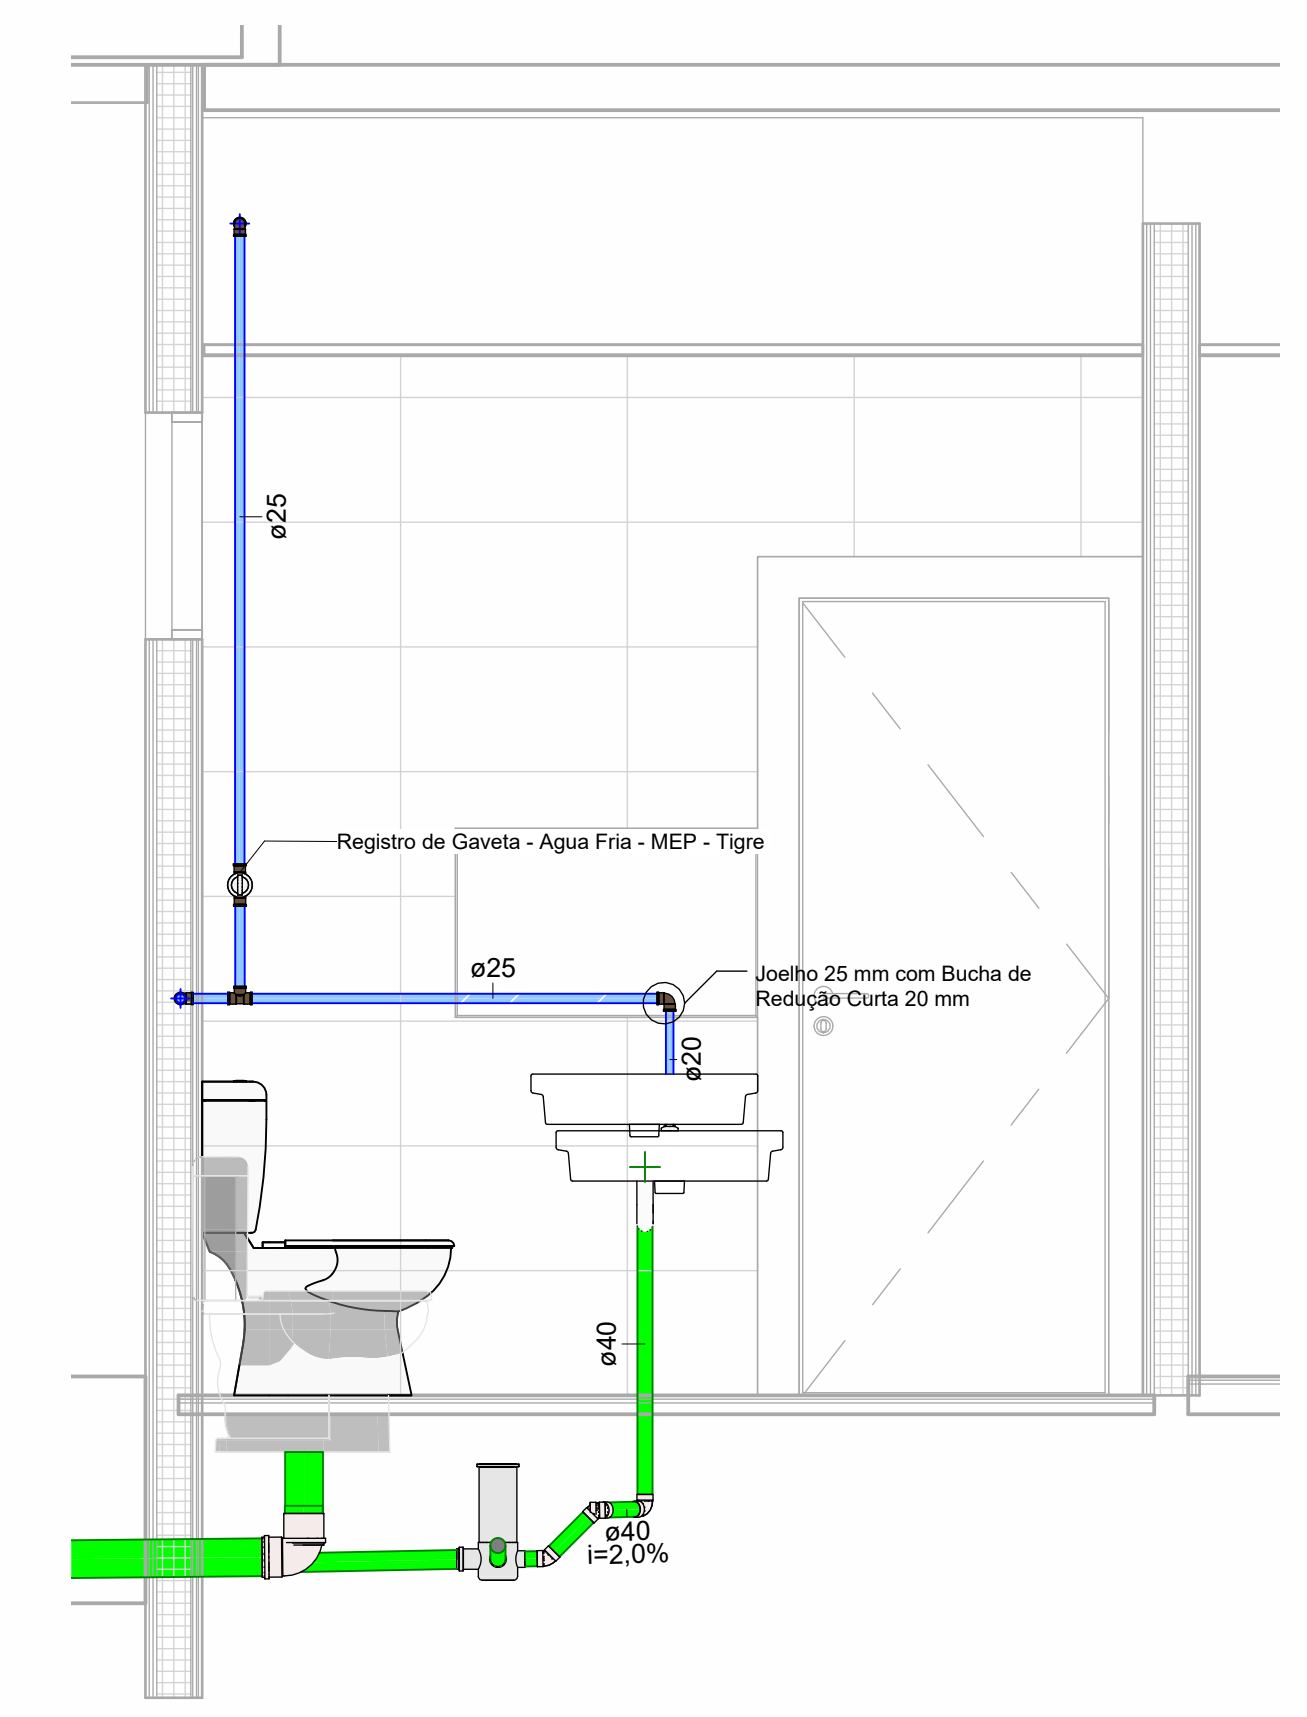 ø25
Registro de Gaveta - Agua Fria - MEP - Tigre
ø25
Joelho 25 mm com Bucha de
Redução Curta 20 mm
ø20
ø40
ø40
i=2,0%